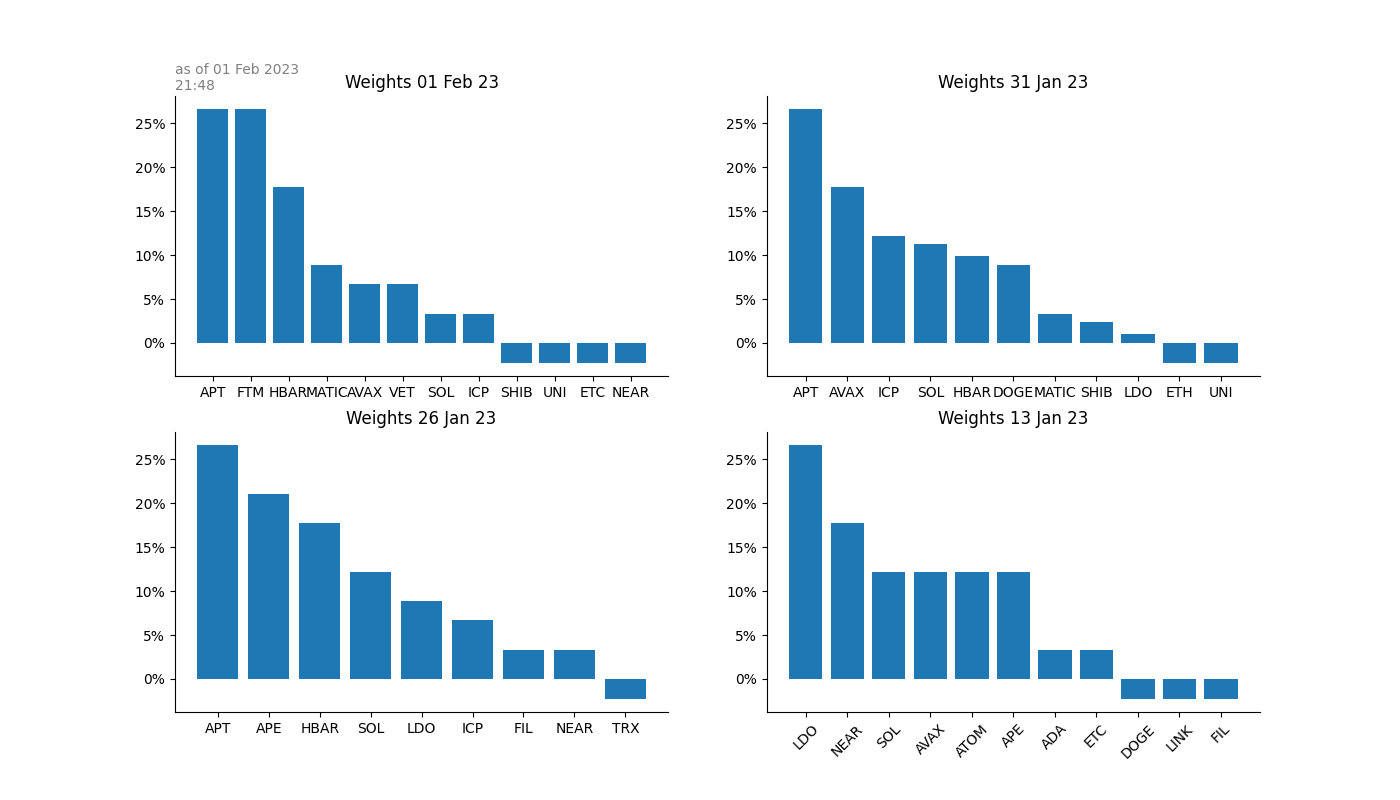 as of 01 Feb 2023
21:48
Weights 01 Feb 23
25%
20%
15%
10%
5%
0%
APT FTM HBAR MATIC AVAX VET SOL ICP SHIB UNI ETC NEAR
Weights 31 Jan 23
25%
20%
15%
10%
5%
0%
APT AVAX ICP SOL HBAR DOGE MATIC SHIB LDO ETH UNI
Weights 26 Jan 23
25%
20%
15%
10%
5%
0%
APT APE HBAR SOL LDO ICP FIL NEAR TRX
Weights 13 Jan 23
25%
20%
15%
10%
5%
0%
LDO NEAR SOL AVAX ATOM APE ADA ETC DOGE LINK FIL